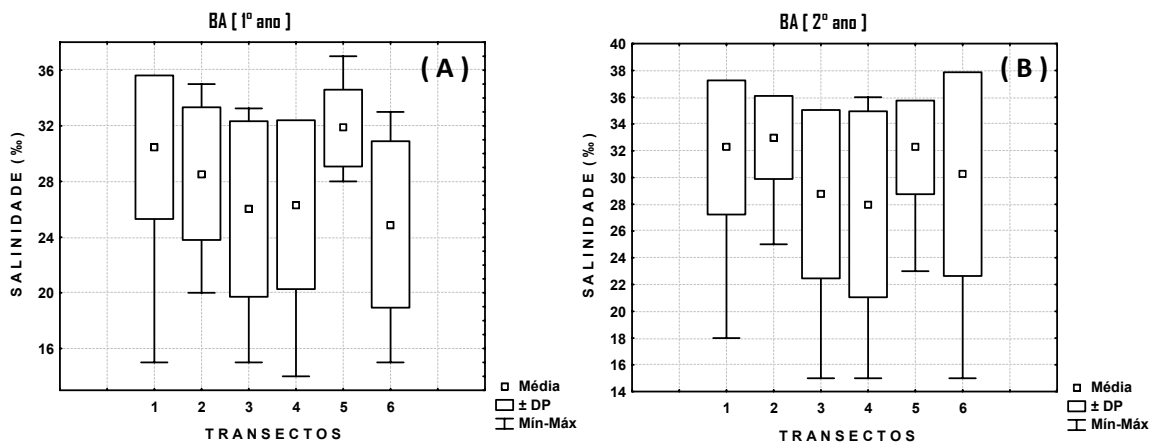 BA [ 1º ano ]
( A )
SALINIDADE (‰)
36
32
28
24
20
16
1 2 3 4 5 6
TRANSECTOS
Média
± DP
Mín-Máx
BA [ 2º ano ]
( B )
SALINIDADE (‰)
40
38
36
34
32
30
28
26
24
22
20
18
16
14
1 2 3 4 5 6
TRANSECTOS
Média
± DP
Mín-Máx